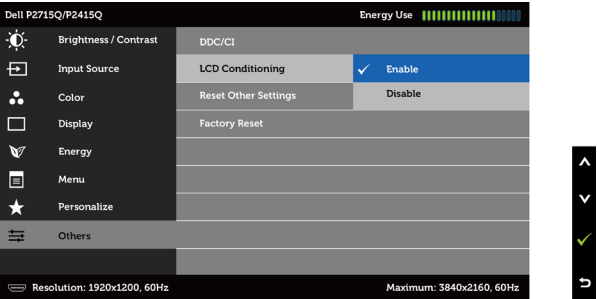 Dell P2715Q/P2415Q Energy Use
Brightness / Contrast DDC/CI
Input Source LCD Conditioning Enable
Color Reset Other Settings Disable
Display Factory Reset
Energy
Menu
Personalize
Others
Resolution: 1920x1200, 60Hz Maximum: 3840x2160, 60Hz